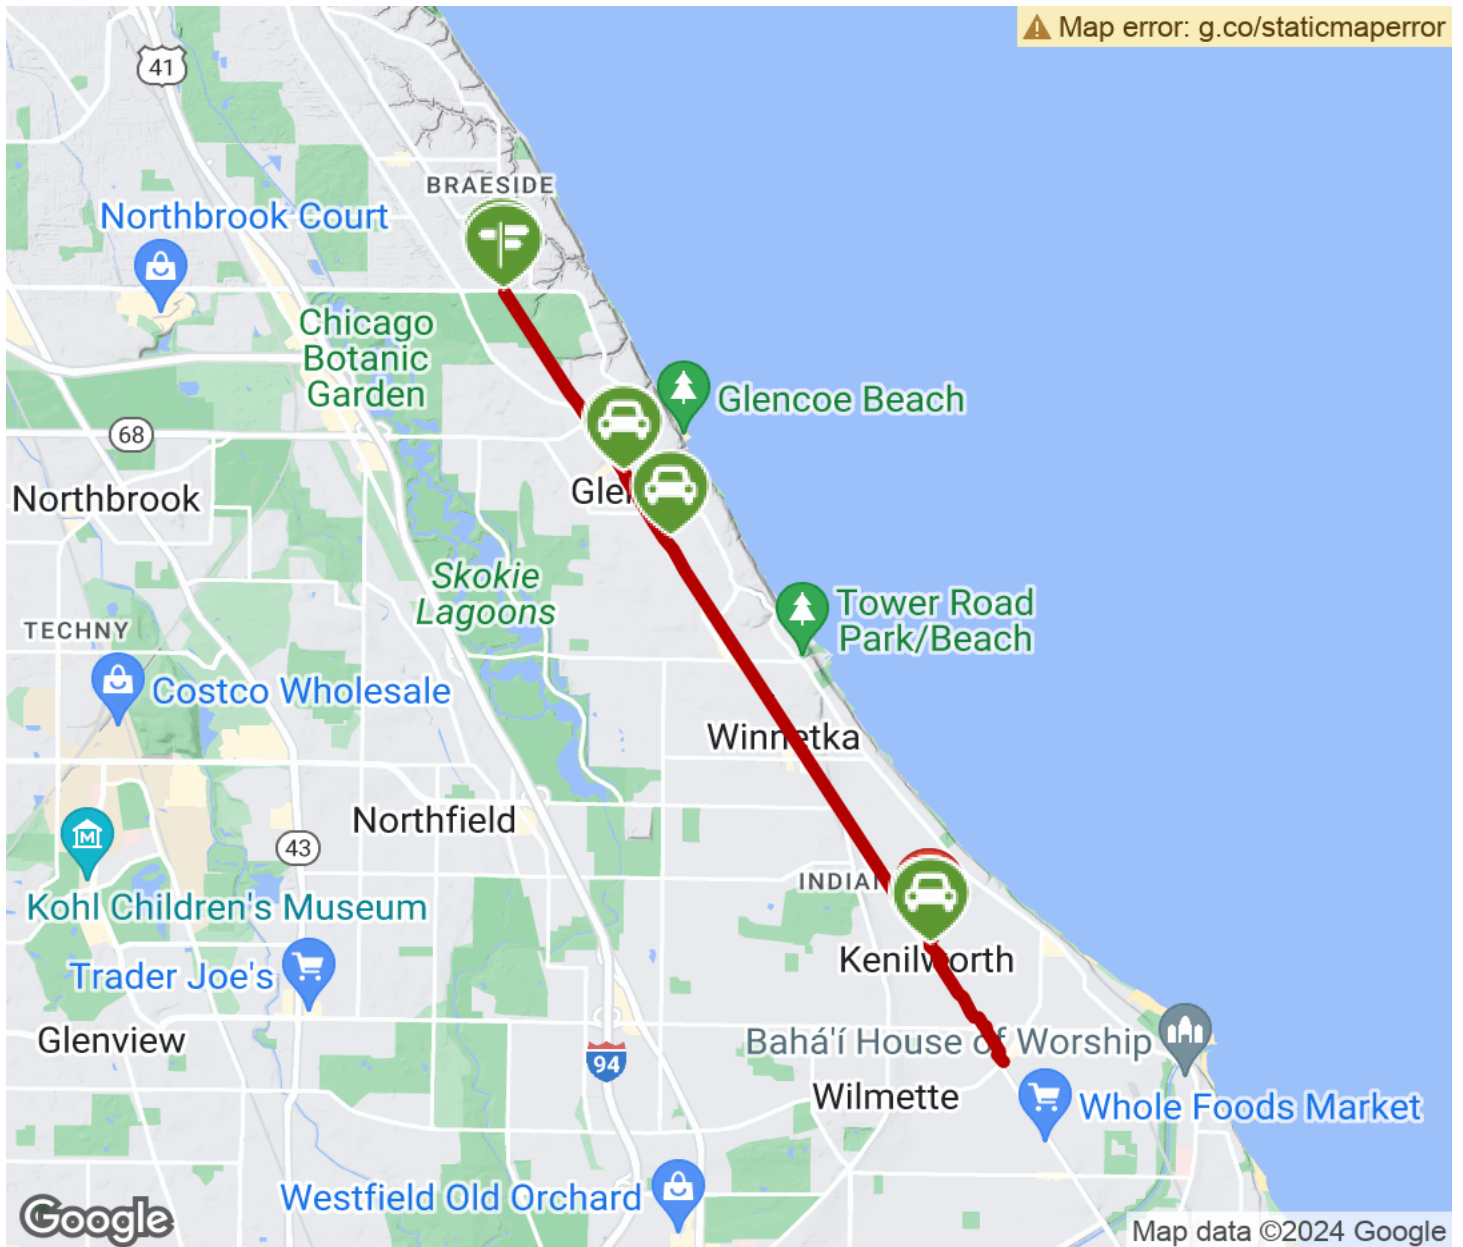 Map error: g.co/staticmaperror
41
BRAESIDE
Northbrook Court
Chicago
Botanic
Garden
Glencoe Beach
68
Northbrook
Skokie
Lagoons
Tower Road
Park/Beach
TECHNY
Costco Wholesale
Winnetka
Northfield
43
INDIAN
Kohl Children's Museum
Kenilworth
Trader Joe's
Glenview
Bahá'í House of Worship
94
Wilmette
Whole Foods Market
Westfield Old Orchard
Google
Map data ©2024 Google